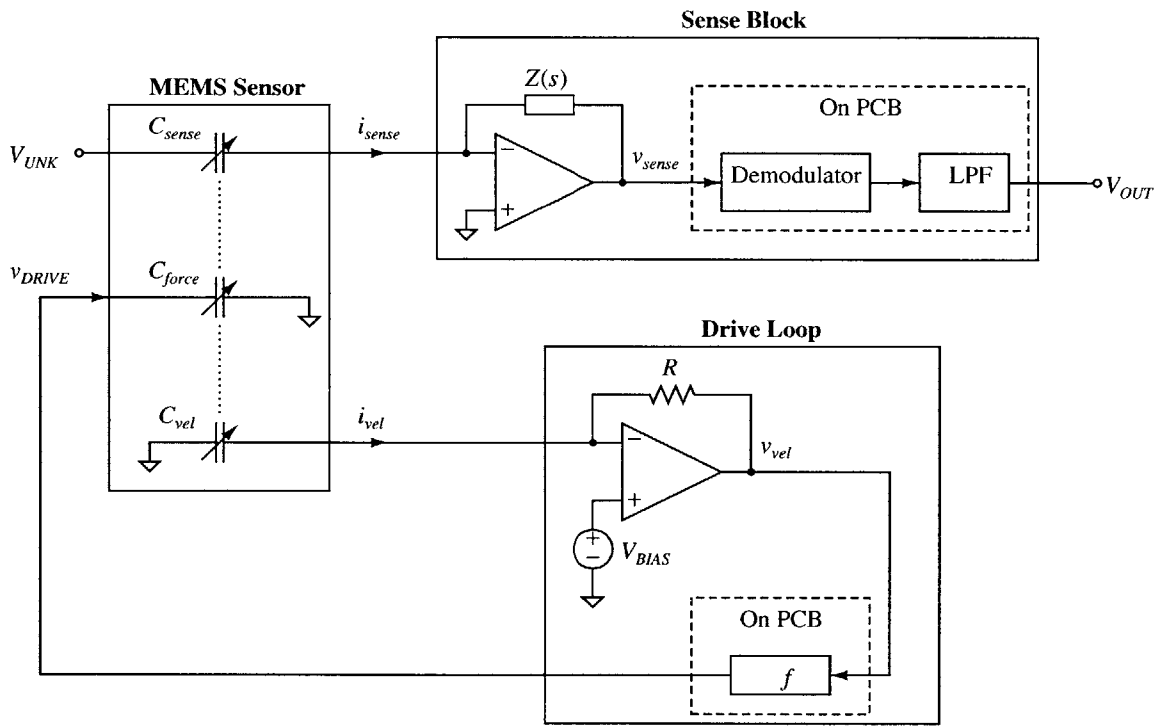 Sense Block
MEMS Sensor
Z(s)
On PCB
C_sense
i_sense
V_UNK
−
v_sense
Demodulator
LPF
V_OUT
+
v_DRIVE
C_force
Drive Loop
R
C_vel
i_vel
−
v_vel
+
+
−
V_BIAS
On PCB
f